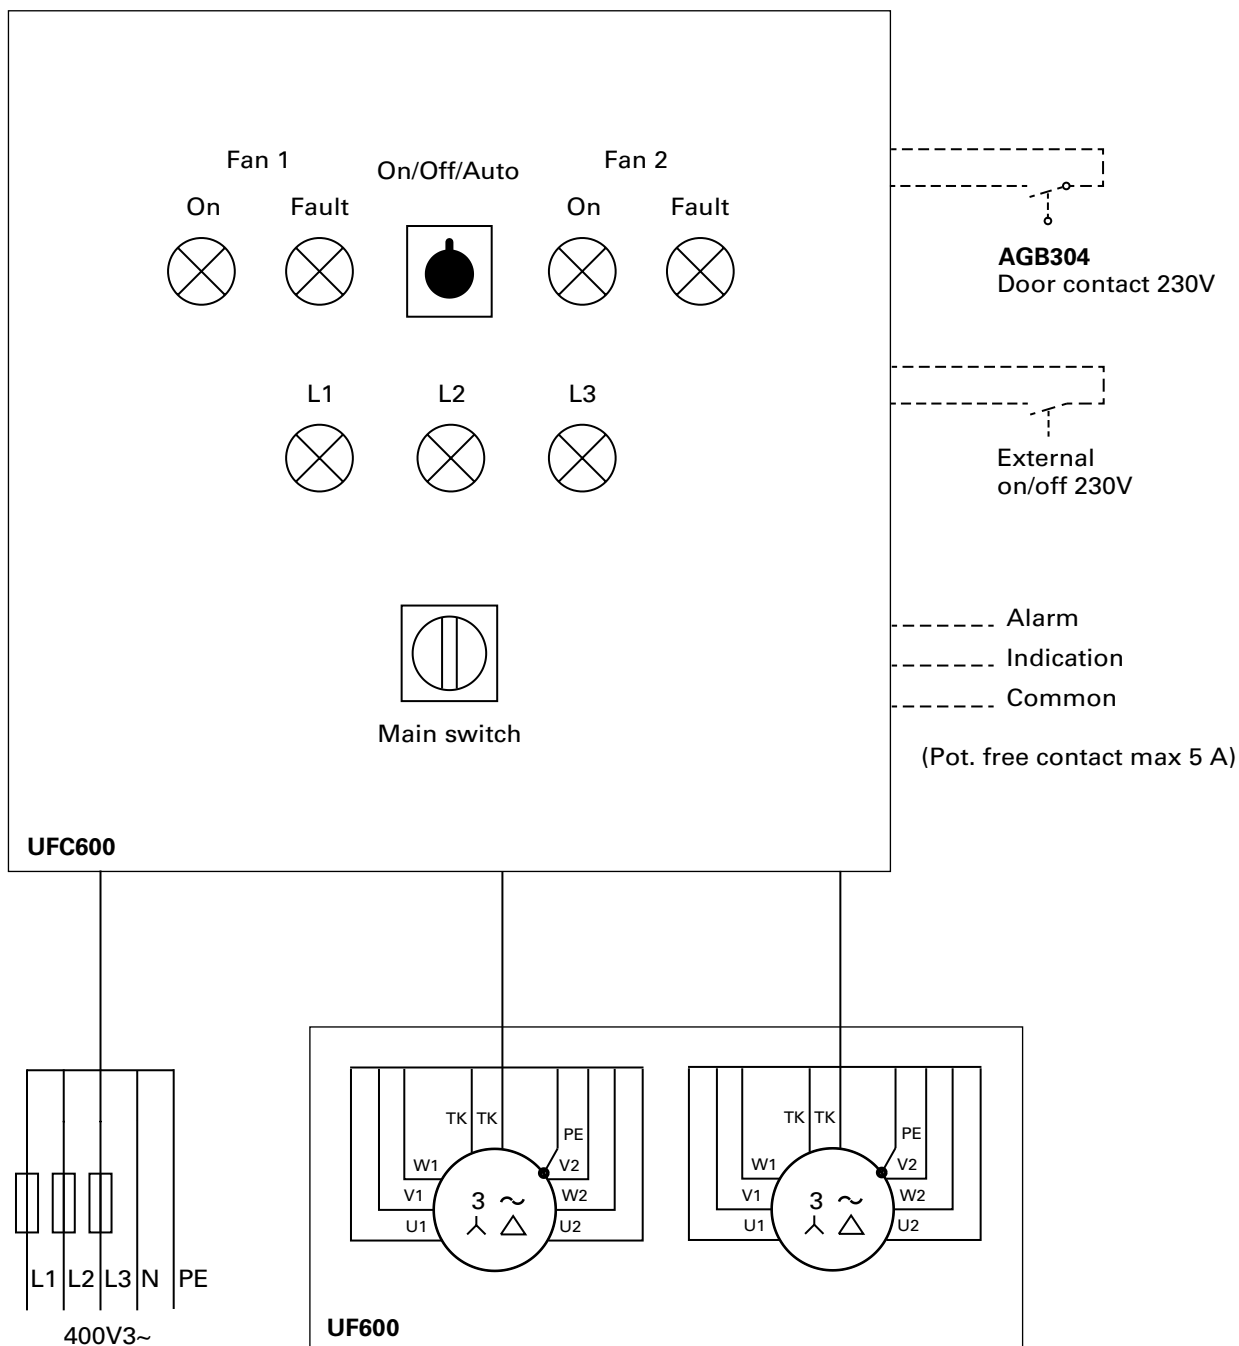 Fan 1
On/Off/Auto
Fan 2
On
Fault
On
Fault
AGB304
Door contact 230V
L1
L2
L3
External
on/off 230V
Alarm
Indication
Common
Main switch
(Pot. free contact max 5 A)
UFC600
TK
TK
PE
W1
V2
V1
W2
U1
U2
3
TK
TK
PE
W1
V2
V1
W2
U1
U2
3
L1
L2
L3
N
PE
400V3~
UF600